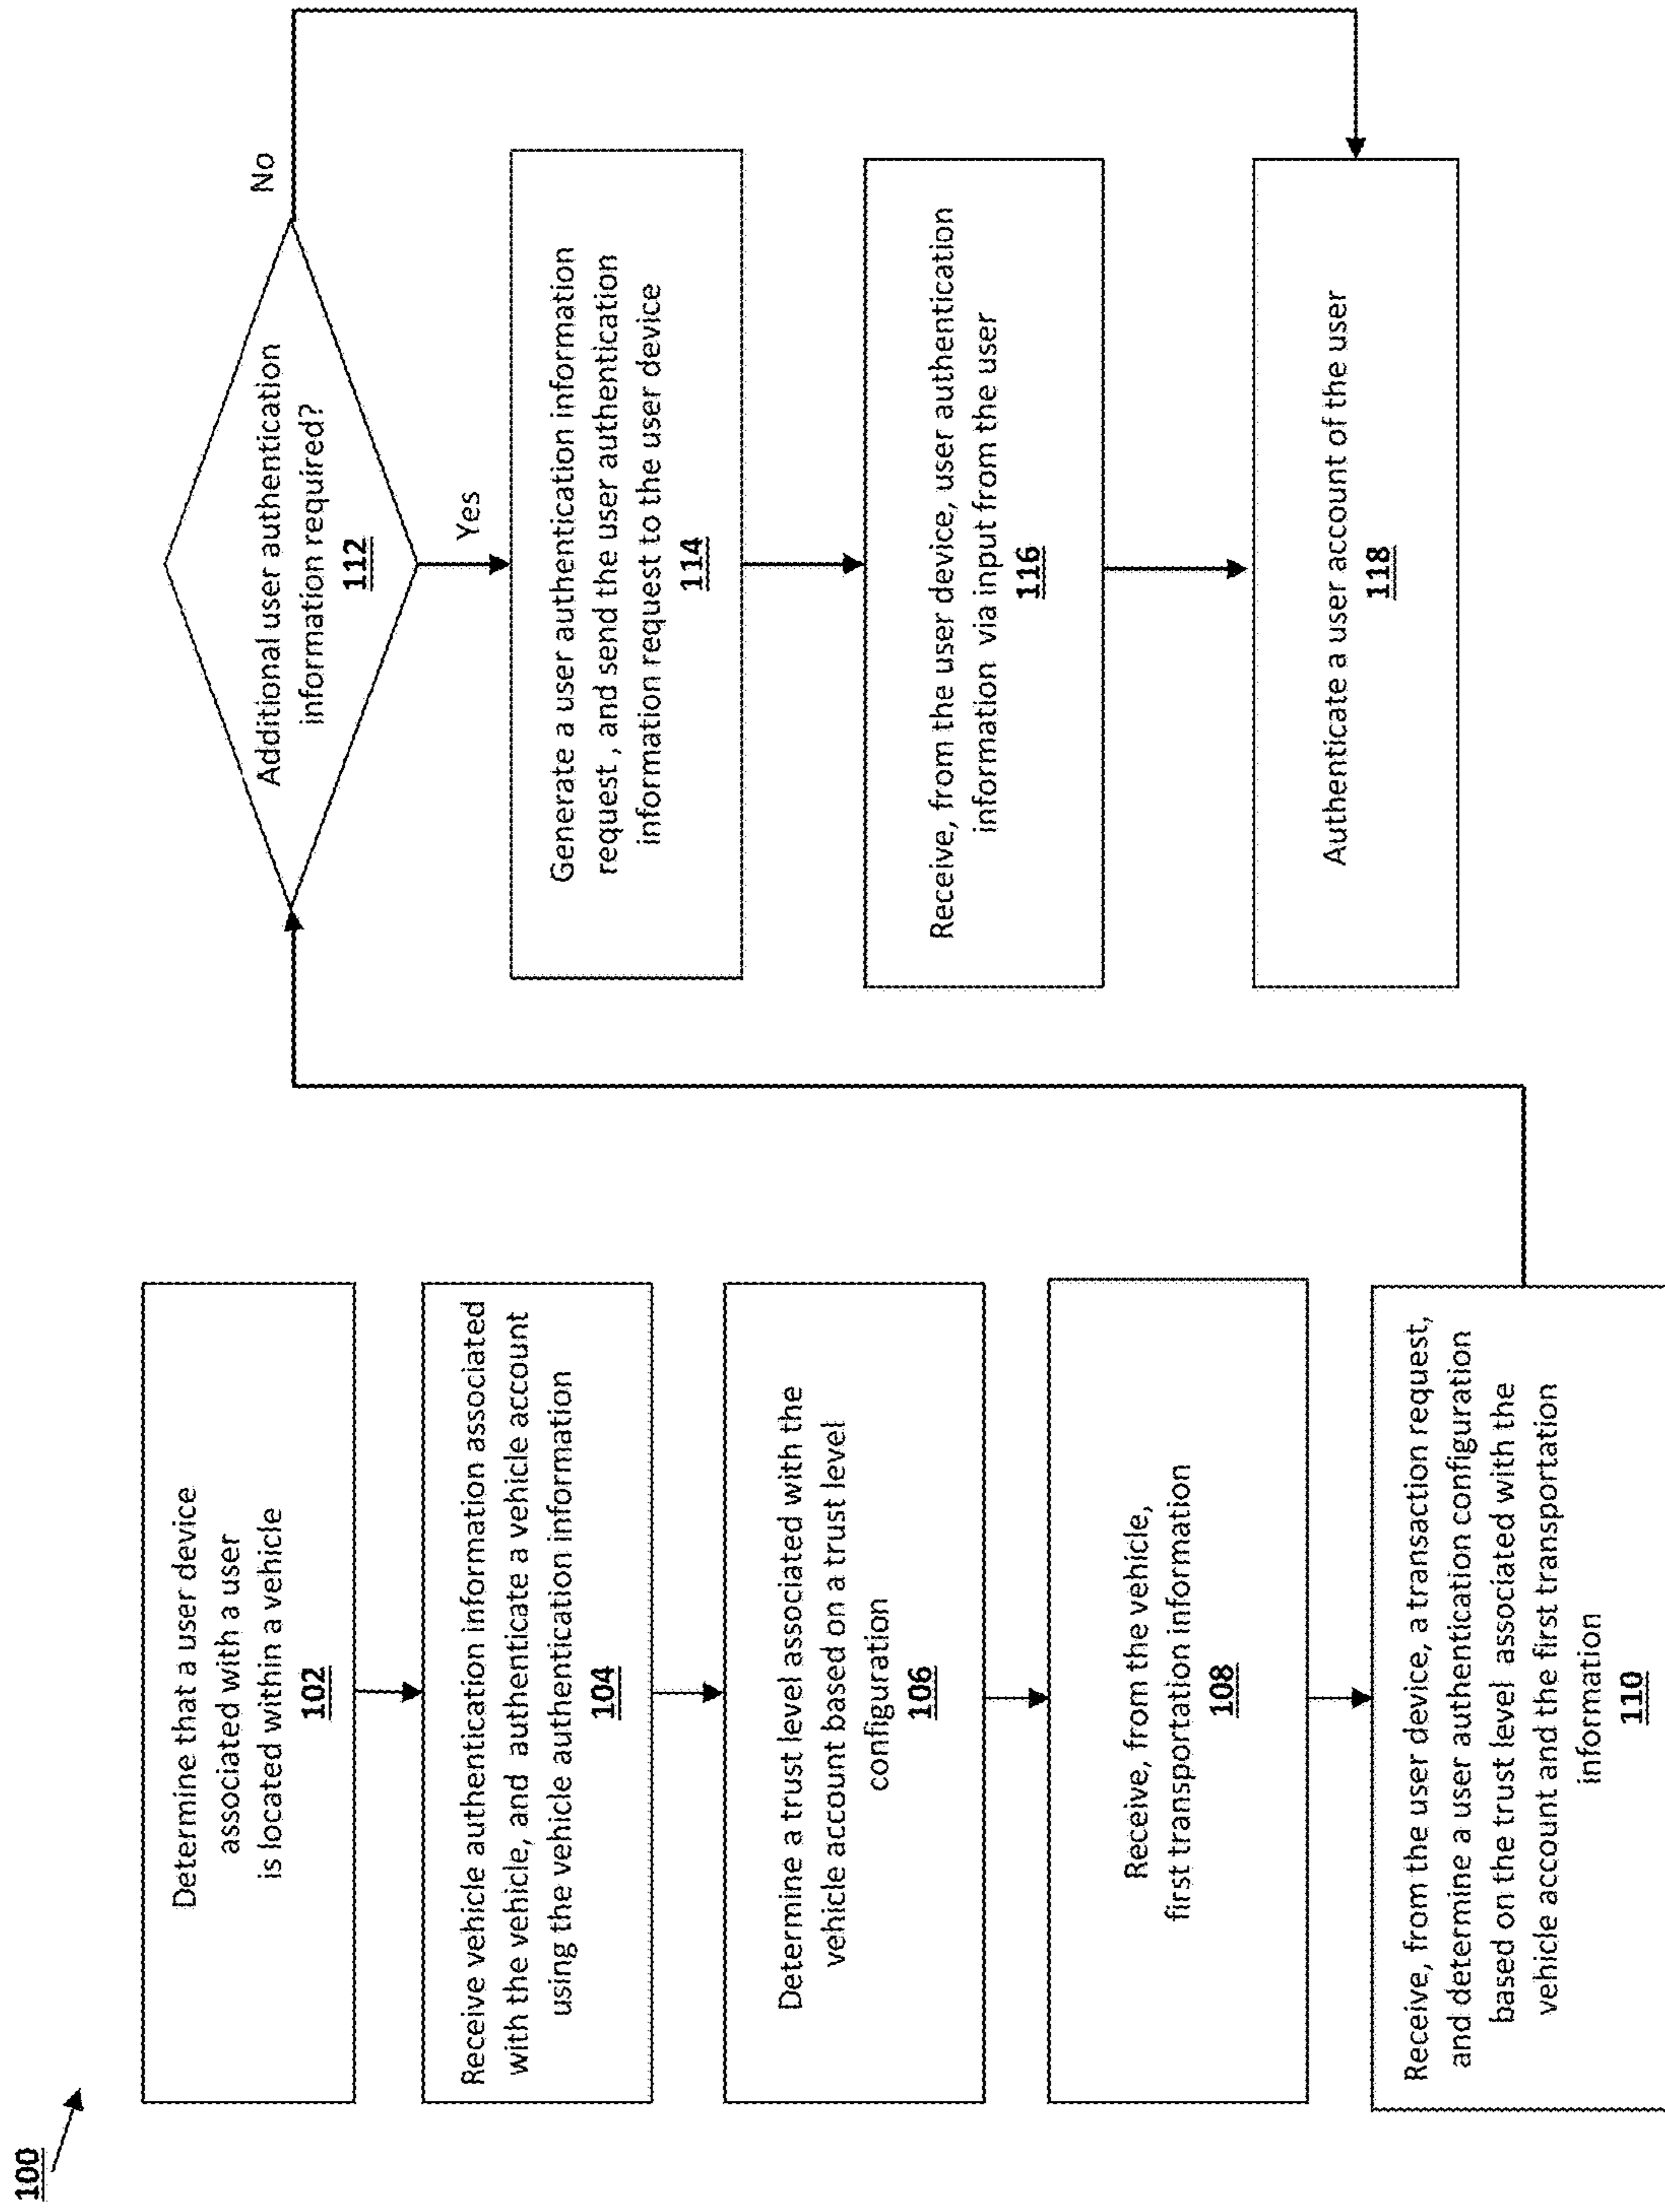 100
Determine that a user device
associated with a user
is located within a vehicle
102
Receive vehicle authentication information associated
with the vehicle, and authenticate a vehicle account
using the vehicle authentication information
104
Determine a trust level associated with the
vehicle account based on a trust level
configuration
106
Receive, from the vehicle,
first transportation information
108
Receive, from the user device, a transaction request,
and determine a user authentication configuration
based on the trust level associated with the
vehicle account and the first transportation
information
110
Additional user authentication
information required?
112
No
Yes
Generate a user authentication information
request, and send the user authentication
information request to the user device
114
Receive, from the user device, user authentication
information via input from the user
116
Authenticate a user account of the user
118